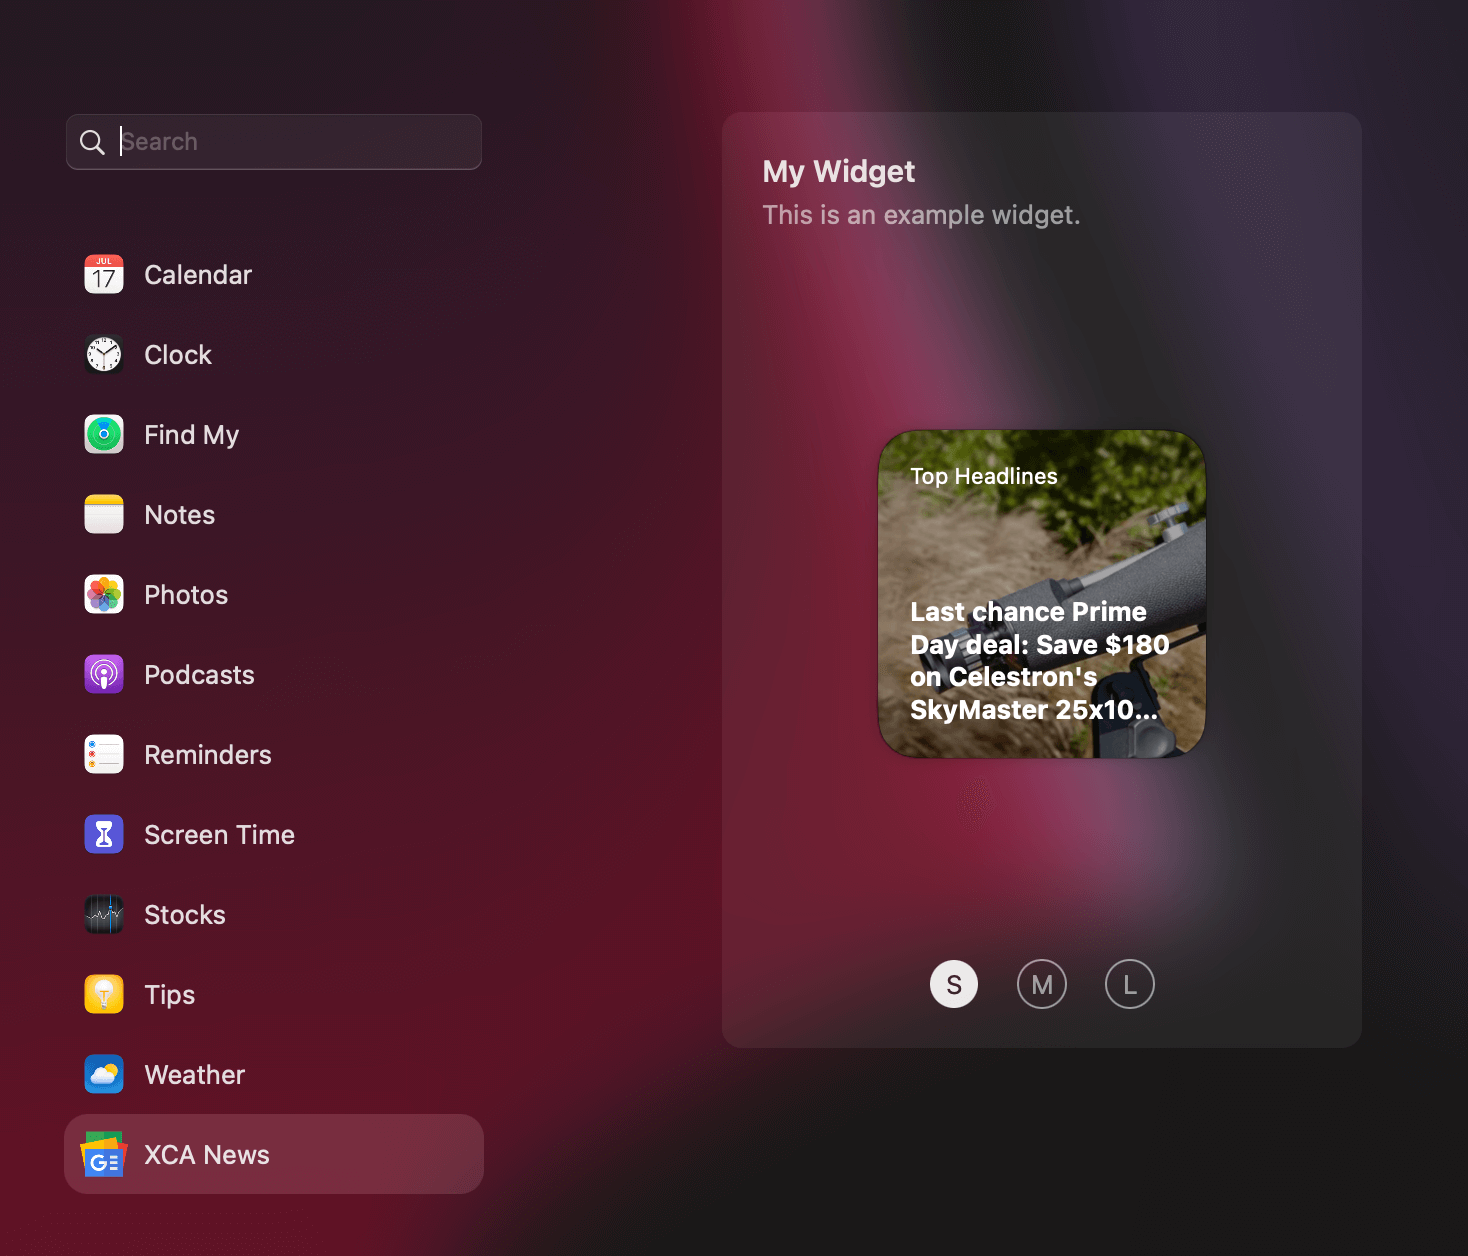 Search
JUL
17
Calendar
Clock
Find My
Notes
Photos
Podcasts
Reminders
Screen Time
Stocks
Tips
Weather
GE
XCA News
My Widget
This is an example widget.
Top Headlines
Last chance Prime
Day deal: Save $180
on Celestron's
SkyMaster 25x10...
S
M
L